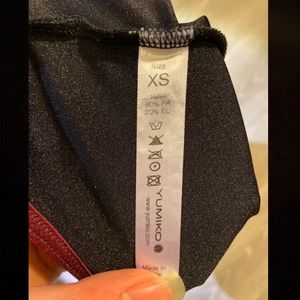 Size
XS
Nylon
80% PA
20% EL
YUMIKO
www.yumiko.com
Made in